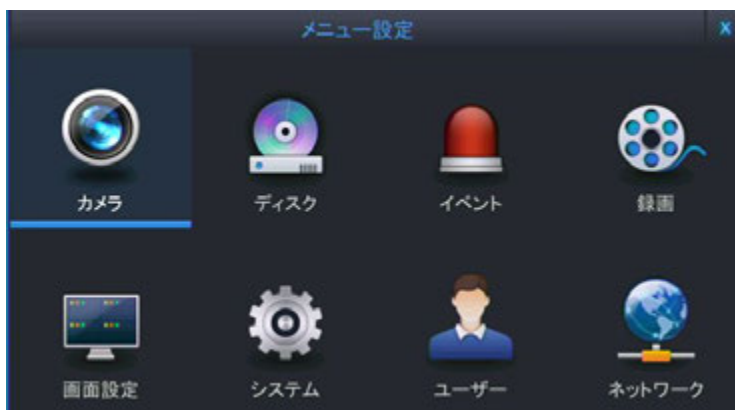 メニュー設定 X
カメラ ディスク イベント 録画
画面設定 システム ユーザー ネットワーク